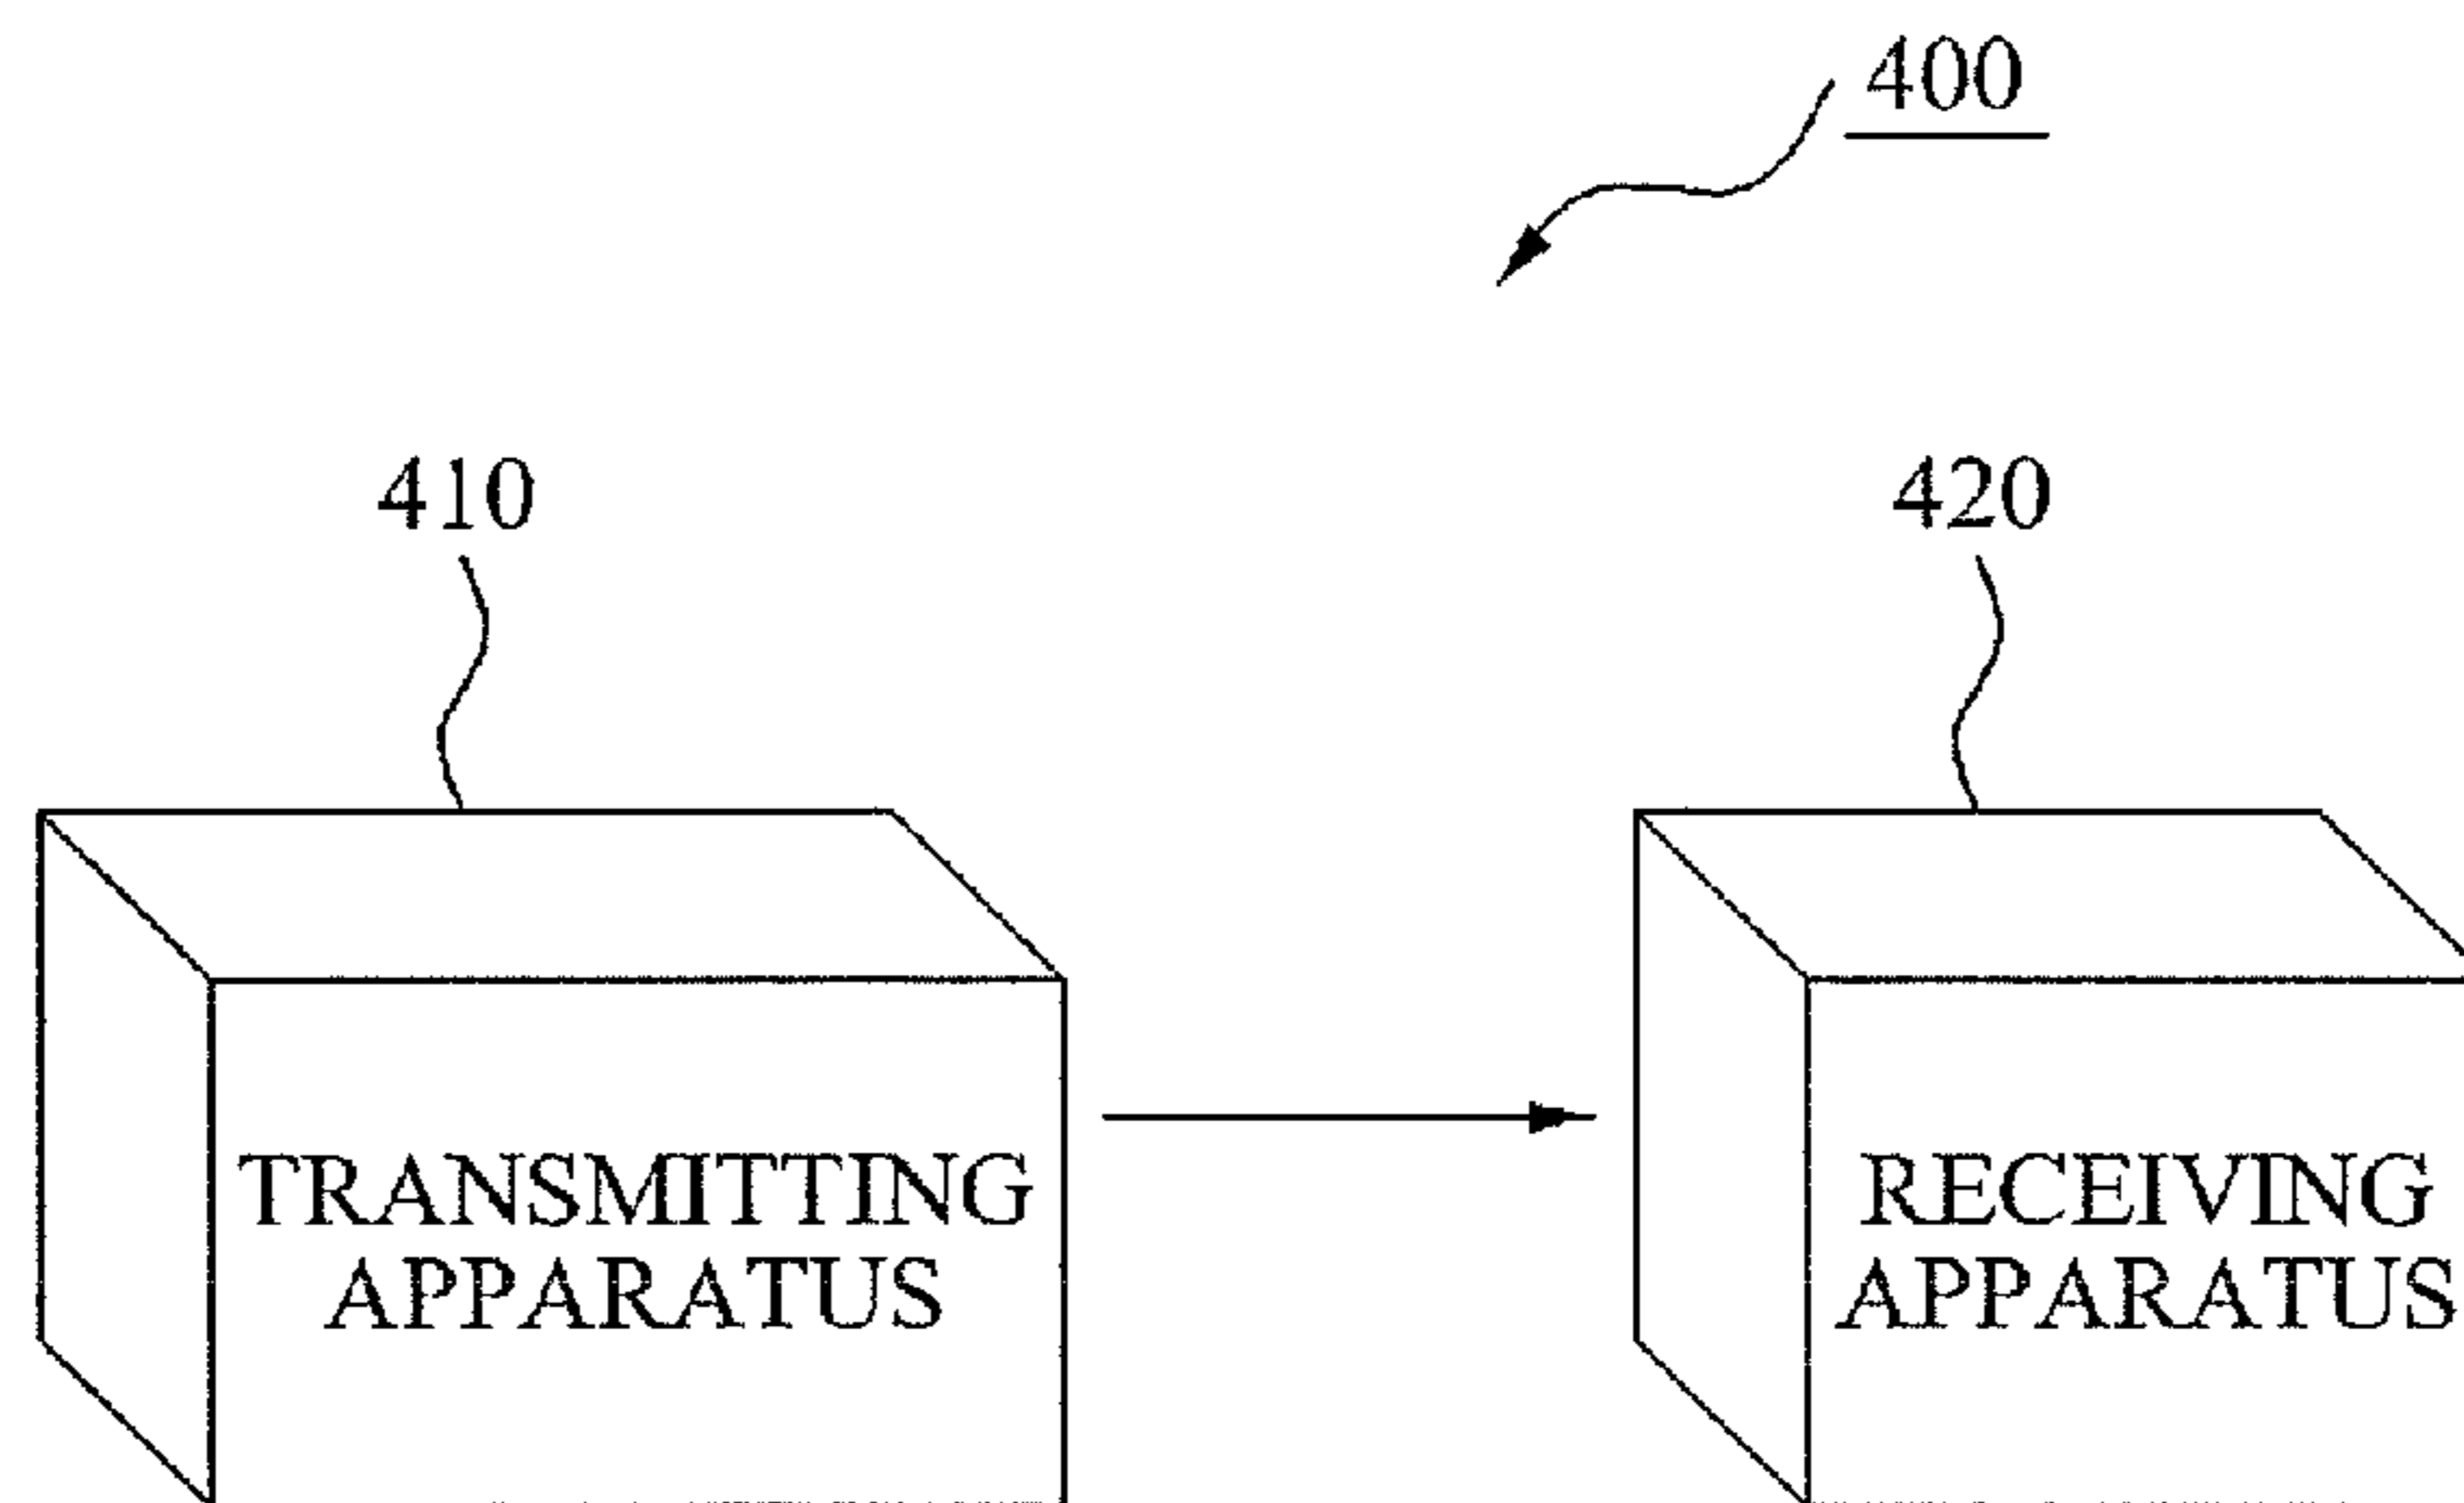 400
410
420
TRANSMITTING
APPARATUS
RECEIVING
APPARATUS